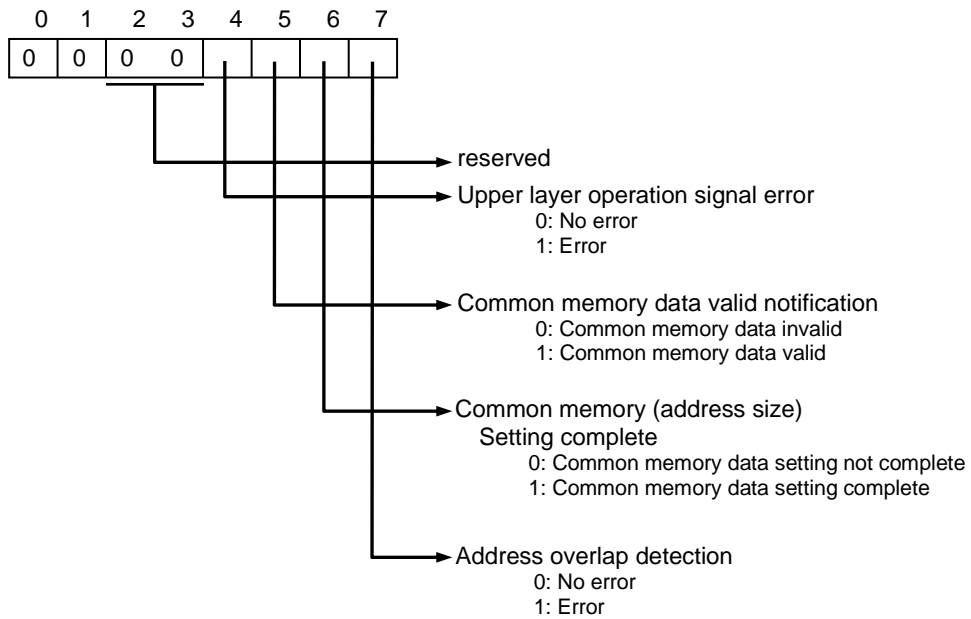 0 1 2 3 4 5 6 7
0 0 0 0
reserved
Upper layer operation signal error
0: No error
1: Error
Common memory data valid notification
0: Common memory data invalid
1: Common memory data valid
Common memory (address size)
Setting complete
0: Common memory data setting not complete
1: Common memory data setting complete
Address overlap detection
0: No error
1: Error